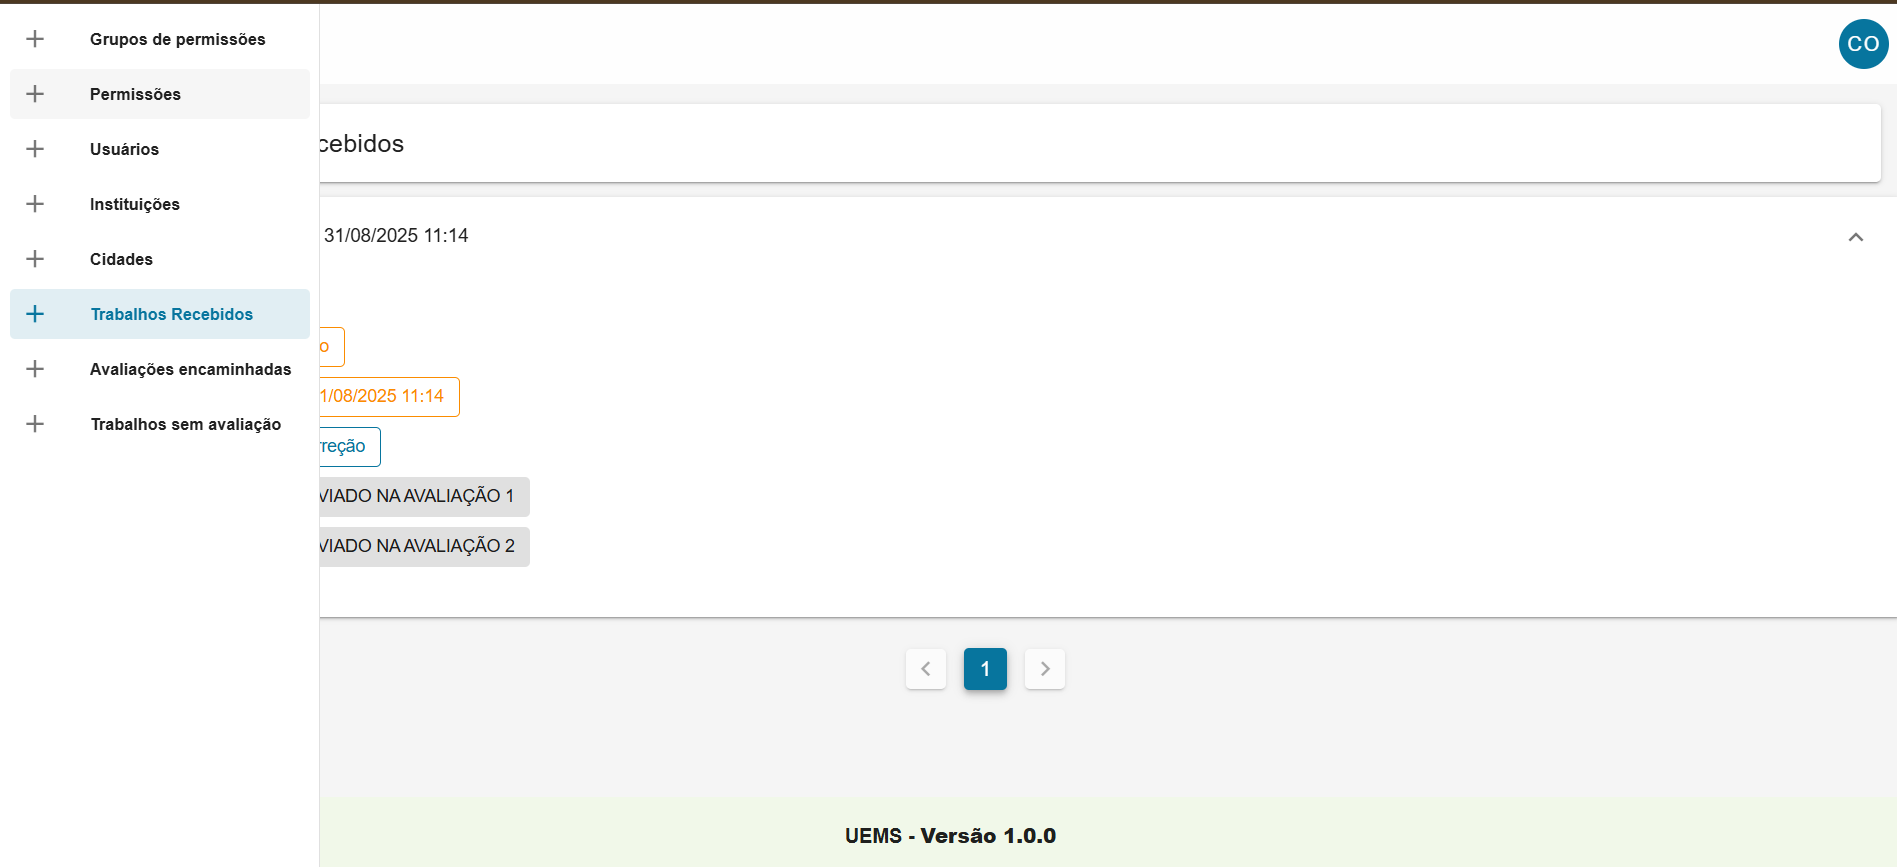 Grupos de permissões
Permissões
Usuários
Instituições
Cidades
Trabalhos Recebidos
Avaliações encaminhadas
Trabalhos sem avaliação
CO
cebidos
31/08/2025 11:14
o
1/08/2025 11:14
reção
VIADO NA AVALIAÇÃO 1
VIADO NA AVALIAÇÃO 2
1
UEMS - Versão 1.0.0